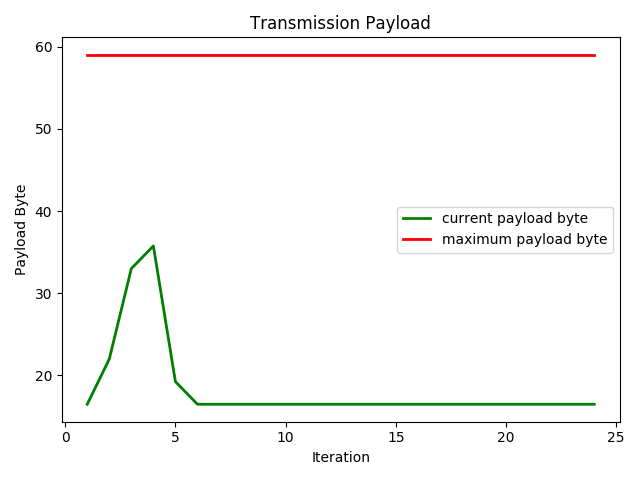 Transmission Payload
60
50
40
30
20
Payload Byte
current payload byte
maximum payload byte
0 5 10 15 20 25
Iteration